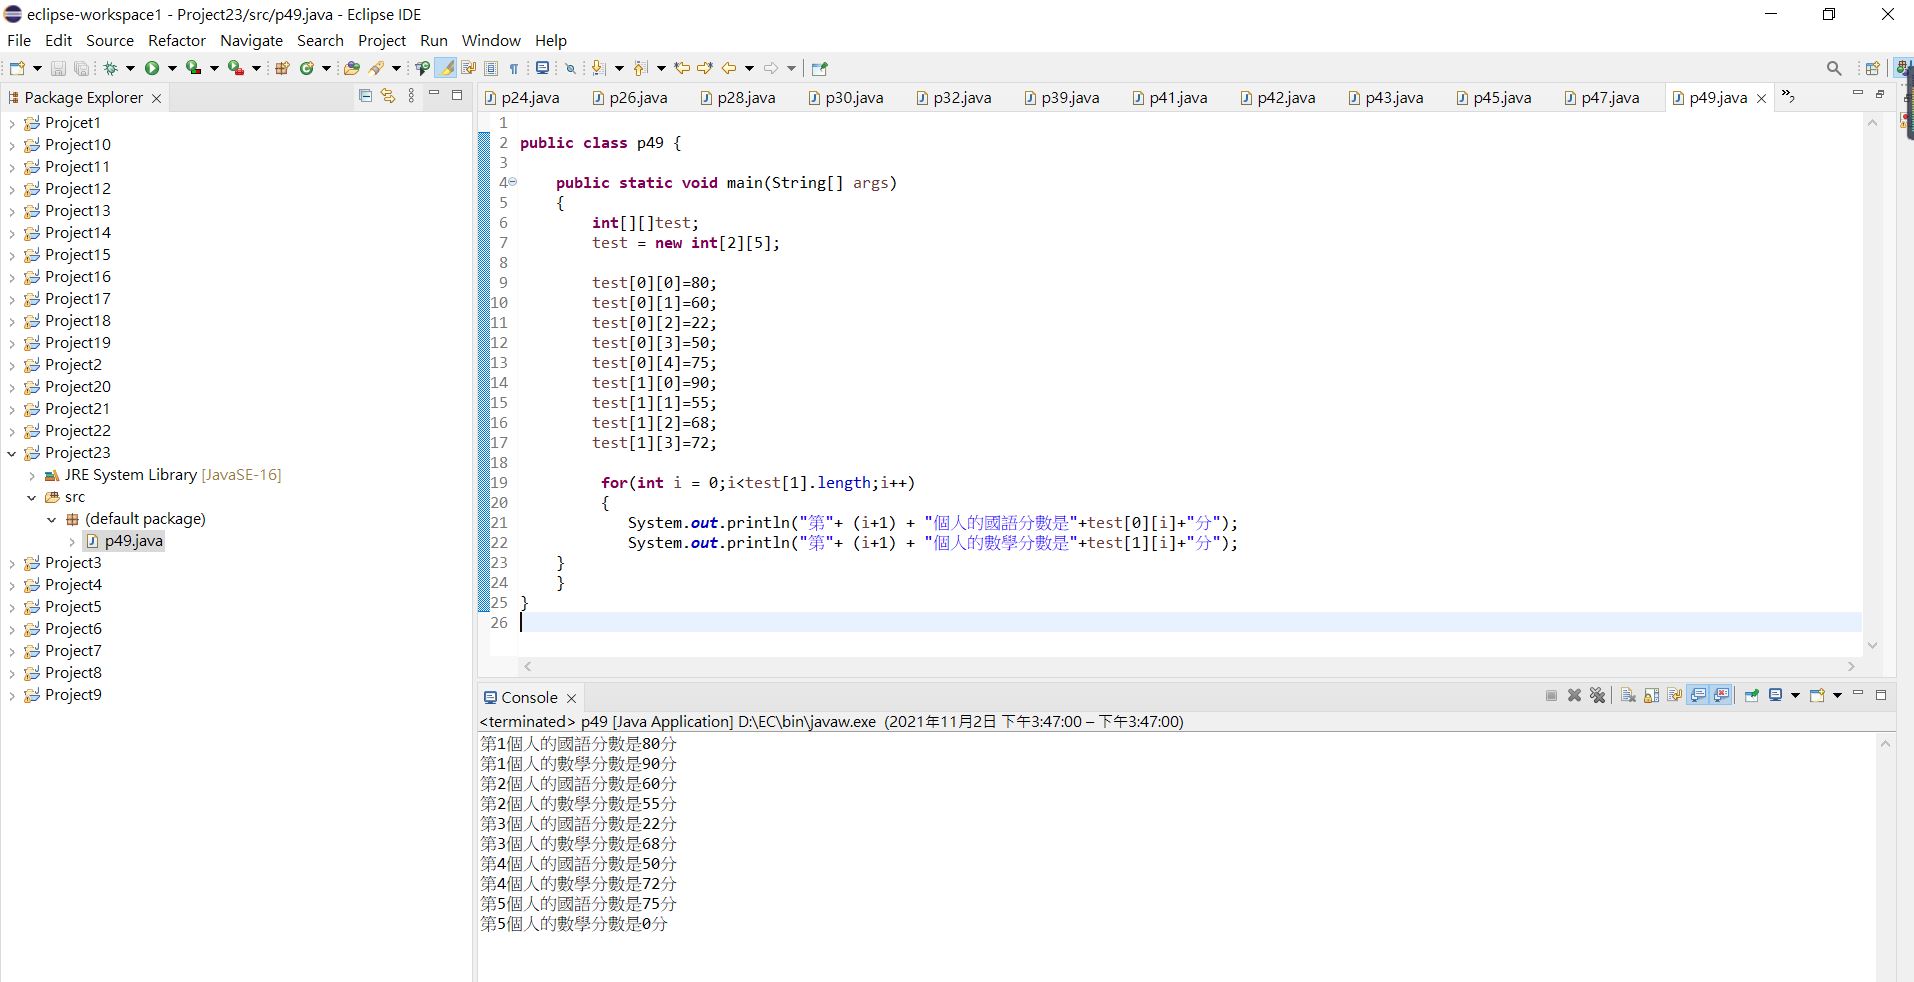 eclipse-workspace1 - Project23/src/p49.java - Eclipse IDE
File Edit Source Refactor Navigate Search Project Run Window Help
Package Explorer
Projcet1
Project10
Project11
Project12
Project13
Project14
Project15
Project16
Project17
Project18
Project19
Project2
Project20
Project21
Project22
Project23
JRE System Library [JavaSE-16]
src
(default package)
p49.java
Project3
Project4
Project5
Project6
Project7
Project8
Project9
p24.java p26.java p28.java p30.java p32.java p39.java p41.java p42.java p43.java p45.java p47.java p49.java »2
1
2 public class p49 {
3
4 public static void main(String[] args)
5 {
6 int[][]test;
7 test = new int[2][5];
8
9 test[0][0]=80;
10 test[0][1]=60;
11 test[0][2]=22;
12 test[0][3]=50;
13 test[0][4]=75;
14 test[1][0]=90;
15 test[1][1]=55;
16 test[1][2]=68;
17 test[1][3]=72;
18
19 for(int i = 0;i<test[1].length;i++)
20 {
21 System.out.println("第"+ (i+1) + "個人的國語分數是"+test[0][i]+"分");
22 System.out.println("第"+ (i+1) + "個人的數學分數是"+test[1][i]+"分");
23 }
24 }
25 }
26
Console
<terminated> p49 [Java Application] D:\EC\bin\javaw.exe (2021年11月2日 下午3:47:00 – 下午3:47:00)
第1個人的國語分數是80分
第1個人的數學分數是90分
第2個人的國語分數是60分
第2個人的數學分數是55分
第3個人的國語分數是22分
第3個人的數學分數是68分
第4個人的國語分數是50分
第4個人的數學分數是72分
第5個人的國語分數是75分
第5個人的數學分數是0分